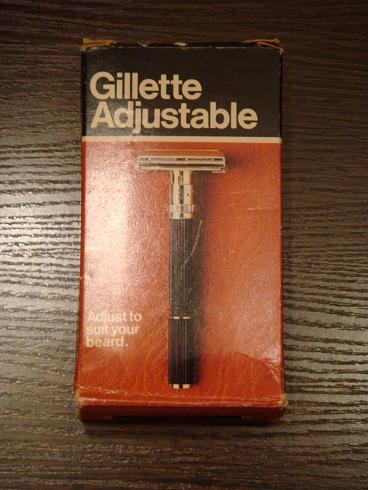 Gillette
Adjustable
Adjust to
suit your
beard.